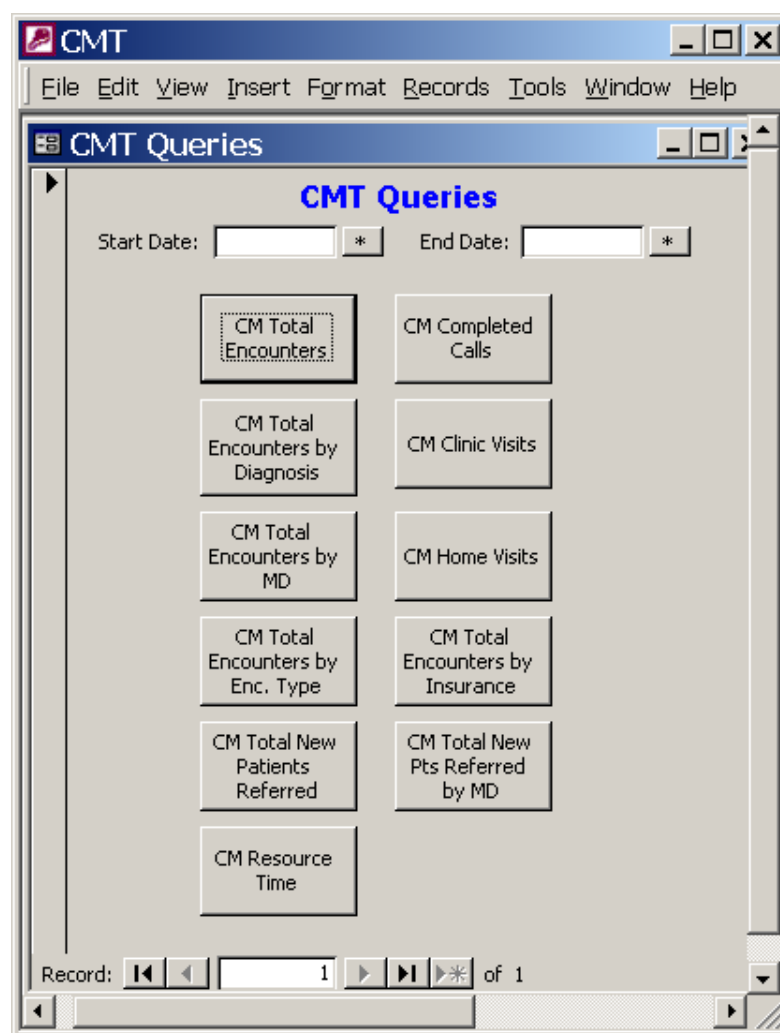 CMT
File Edit View Insert Format Records Tools Window Help
CMT Queries
CMT Queries
Start Date: * End Date: *
CM Total
Encounters
CM Completed
Calls
CM Total
Encounters by
Diagnosis
CM Clinic Visits
CM Total
Encounters by
MD
CM Home Visits
CM Total
Encounters by
Enc. Type
CM Total
Encounters by
Insurance
CM Total New
Patients
Referred
CM Total New
Pts Referred
by MD
CM Resource
Time
Record: 1 of 1